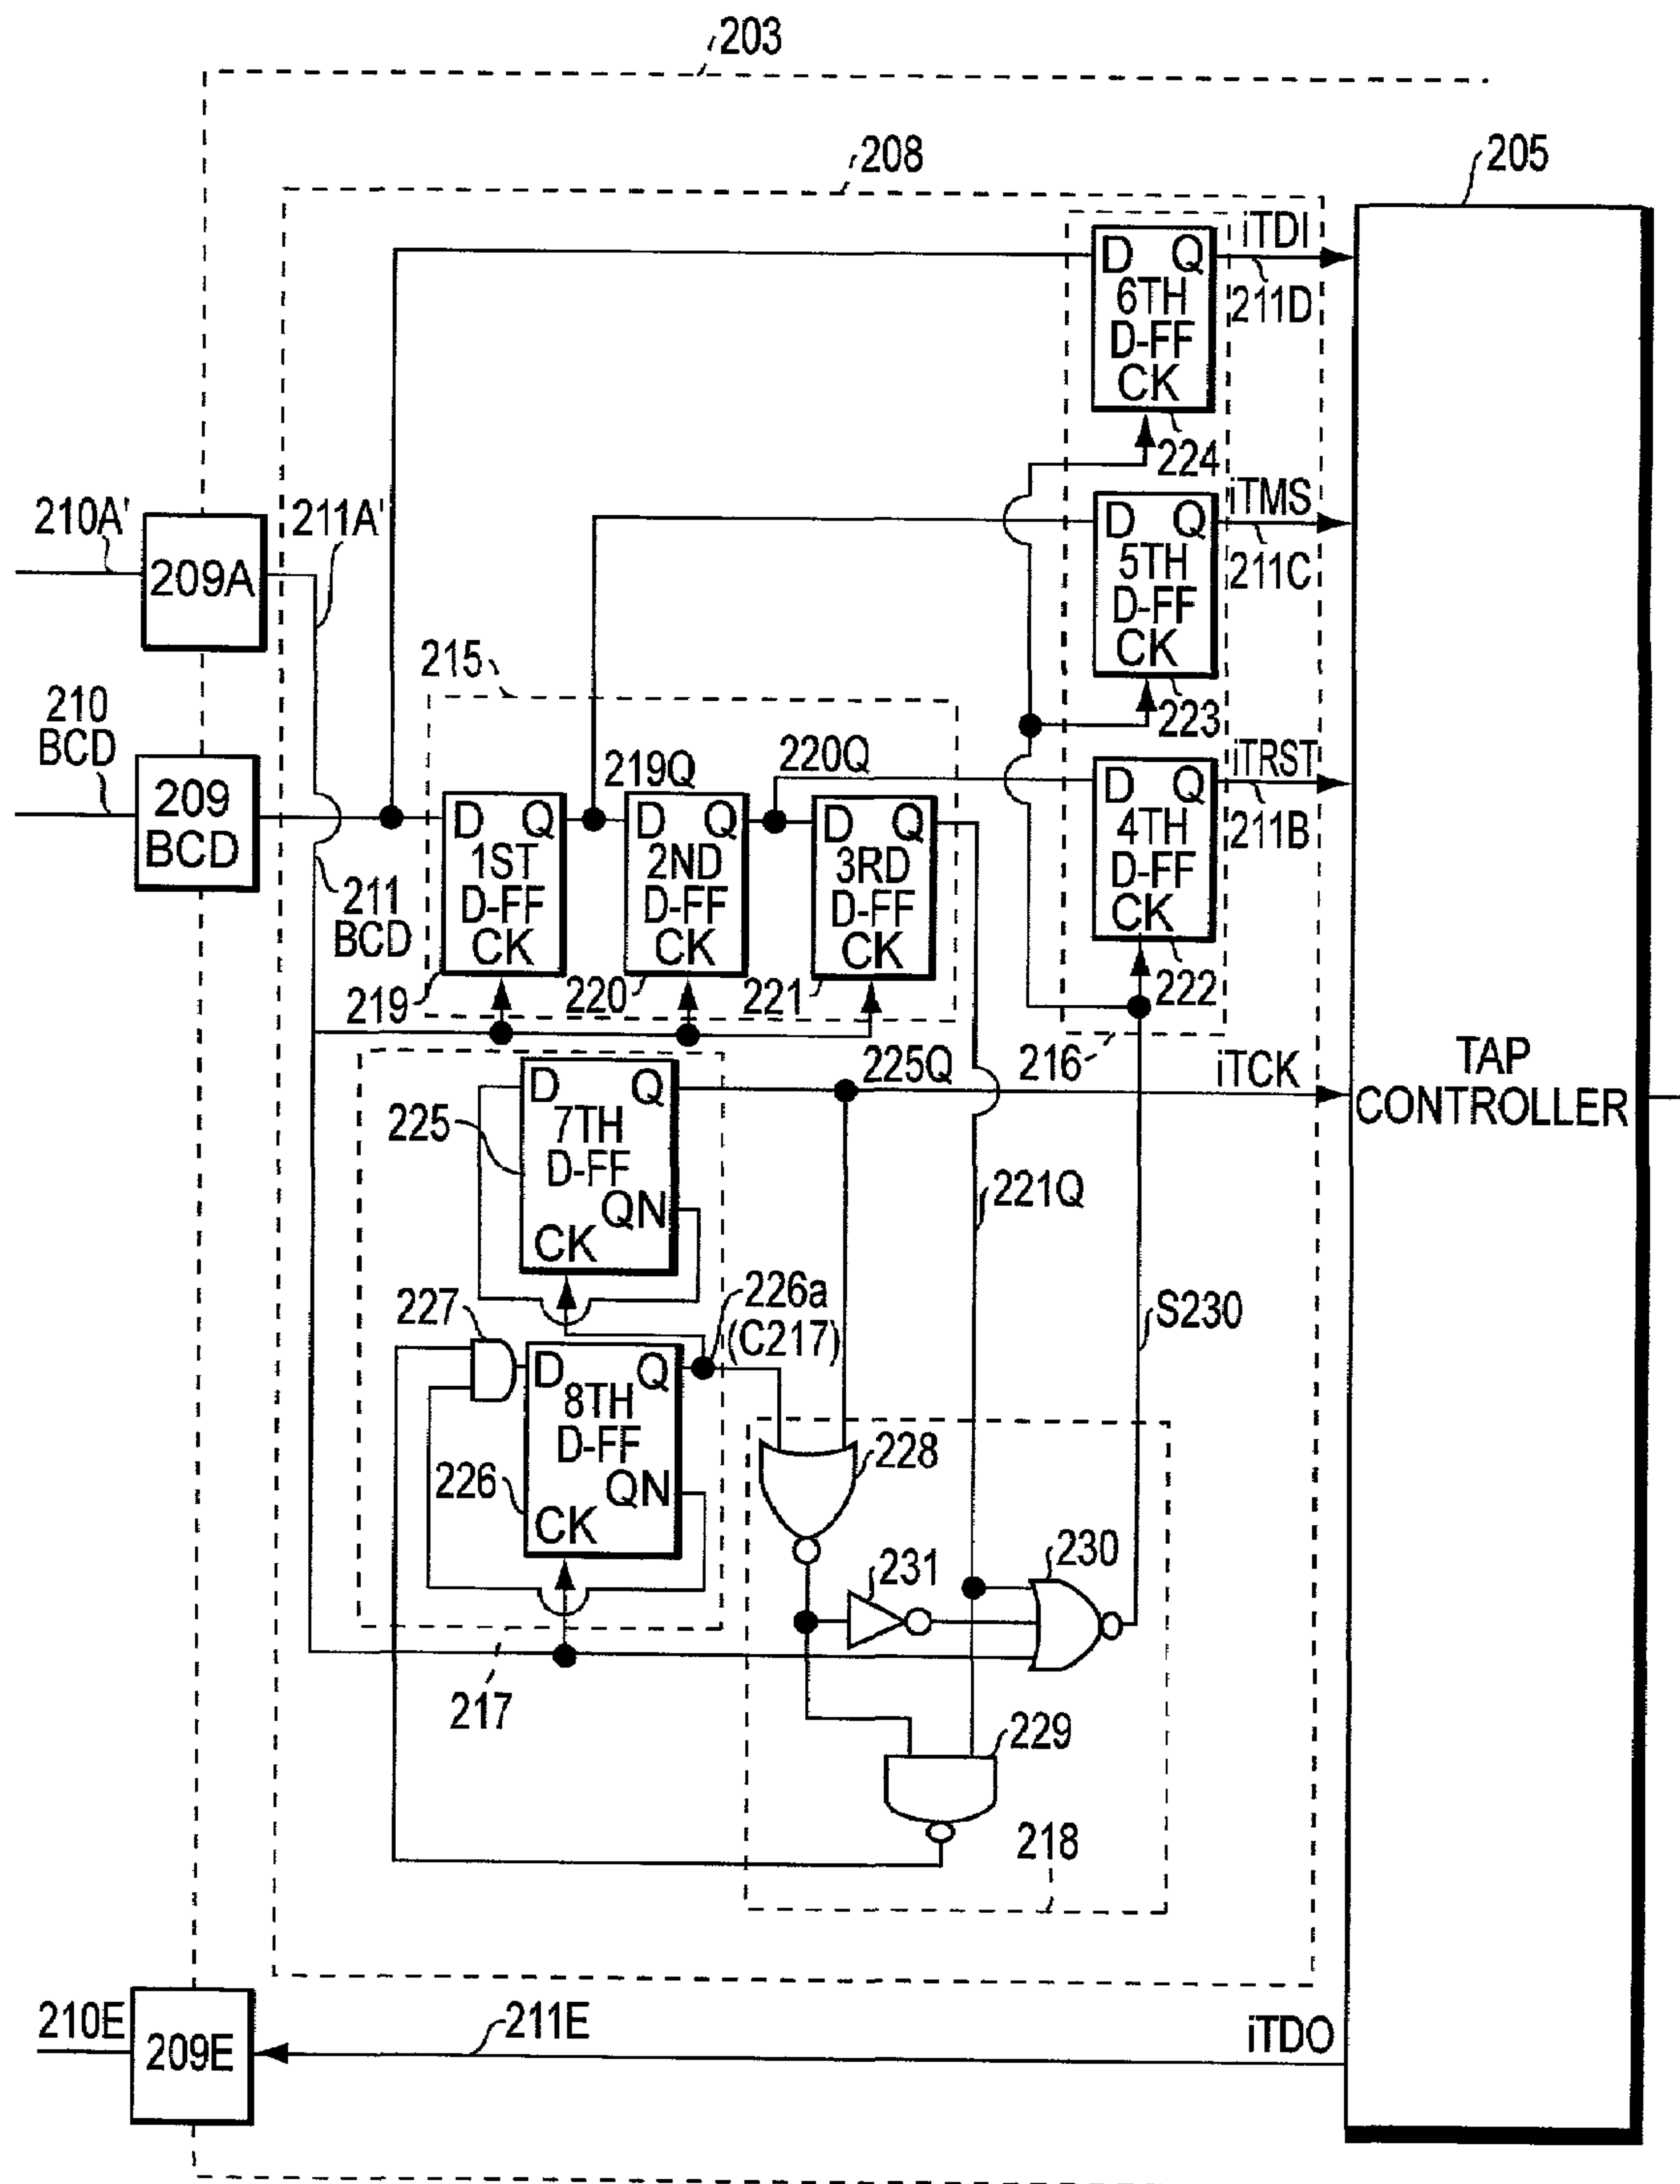 203
208
205
D Q
6TH
D-FF
CK
224
iTDI
211D
210A'
209A
211A'
D Q
5TH
D-FF
CK
223
iTMS
211C
215
210
BCD
209
BCD
211
BCD
D Q
1ST
D-FF
CK
219
219Q
D Q
2ND
D-FF
CK
220
220Q
D Q
3RD
D-FF
CK
221
D Q
4TH
D-FF
CK
222
iTRST
211B
216
TAP
CONTROLLER
225Q
iTCK
D Q
7TH
D-FF
QN
CK
225
221Q
226a
(C217)
S230
227
D Q
8TH
D-FF
QN
CK
226
228
231
230
217
229
218
210E
209E
211E
iTDO